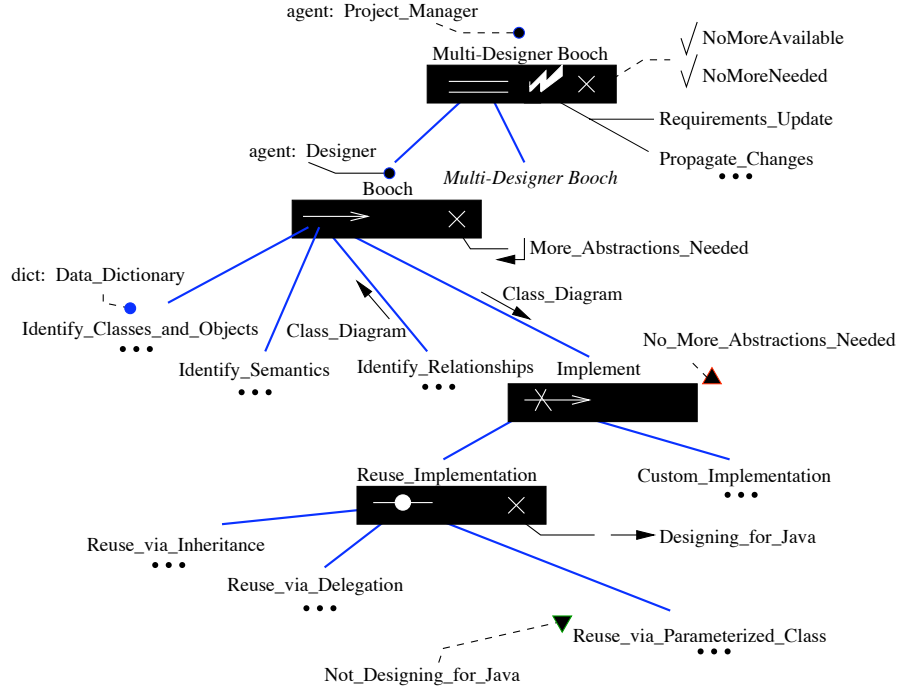 agent: Project_Manager
NoMoreAvailable
Multi-Designer Booch
NoMoreNeeded
Requirements_Update
agent: Designer
Propagate_Changes
Multi-Designer Booch
Booch
More_Abstractions_Needed
dict: Data_Dictionary
Class_Diagram
Identify_Classes_and_Objects
Class_Diagram
No_More_Abstractions_Needed
Identify_Semantics
Identify_Relationships
Implement
Reuse_Implementation
Custom_Implementation
Designing_for_Java
Reuse_via_Inheritance
Reuse_via_Delegation
Reuse_via_Parameterized_Class
Not_Designing_for_Java